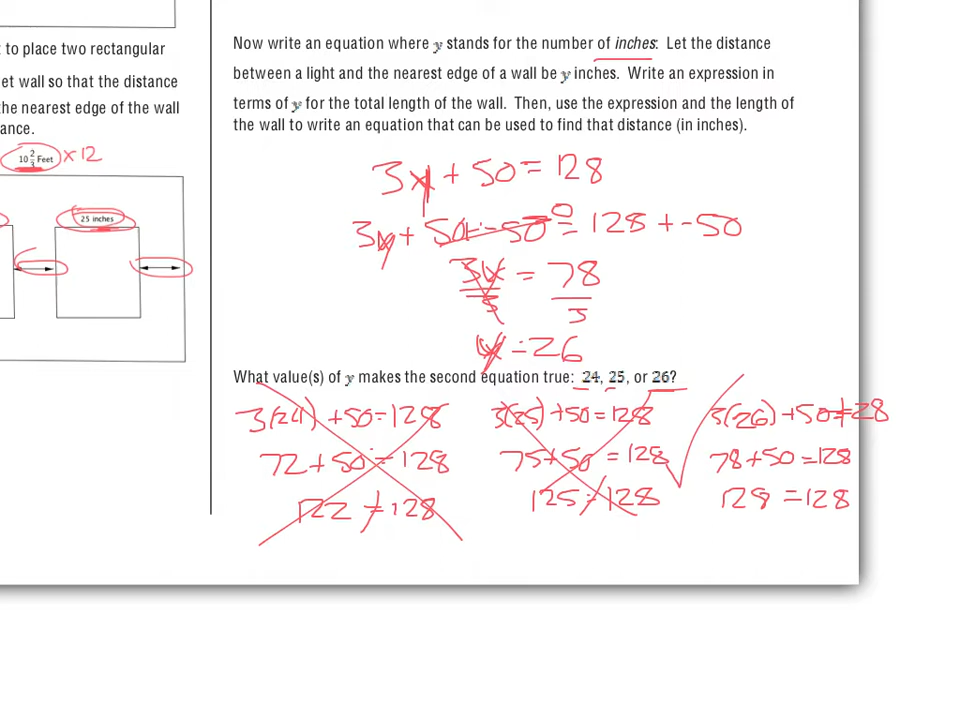 t to place two rectangular
et wall so that the distance
the nearest edge of the wall
ance.
10 2/3 Feet × 12
25 inches
Now write an equation where y stands for the number of inches. Let the distance
between a light and the nearest edge of a wall be y inches. Write an expression in
terms of y for the total length of the wall. Then, use the expression and the length of
the wall to write an equation that can be used to find that distance (in inches).
3y + 50 = 128
3y + 50 + - 50 = 128 + -50
0
3y = 78
3 3
y = 26
What value(s) of y makes the second equation true: 24, 25, or 26?
3(24) + 50 = 128
72 + 50 = 128
122 ≠ 128
3(25) + 50 = 128
75 + 50 = 128
125 ≠ 128
3(26) + 50 = 128
78 + 50 = 128
128 = 128